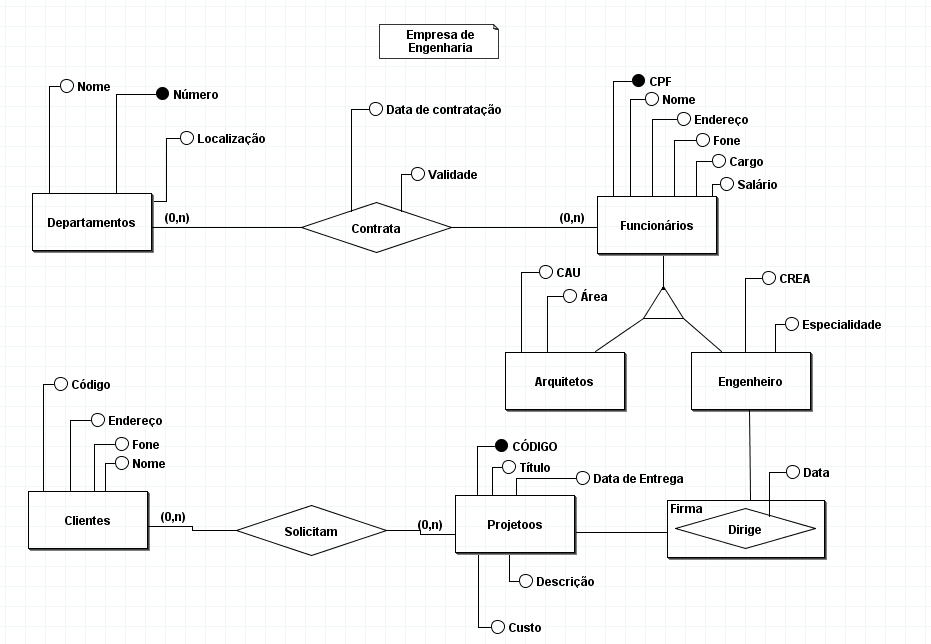 Empresa de
Engenharia
Nome
Número
Localização
Departamentos
(0,n)
Data de contratação
Validade
Contrata
(0,n)
CPF
Nome
Endereço
Fone
Cargo
Salário
Funcionários
CAU
Área
Arquitetos
CREA
Especialidade
Engenheiro
Código
Endereço
Fone
Nome
Clientes
(0,n)
Solicitam
(0,n)
CÓDIGO
Título
Data de Entrega
Projetoos
Descrição
Custo
Data
Firma
Dirige